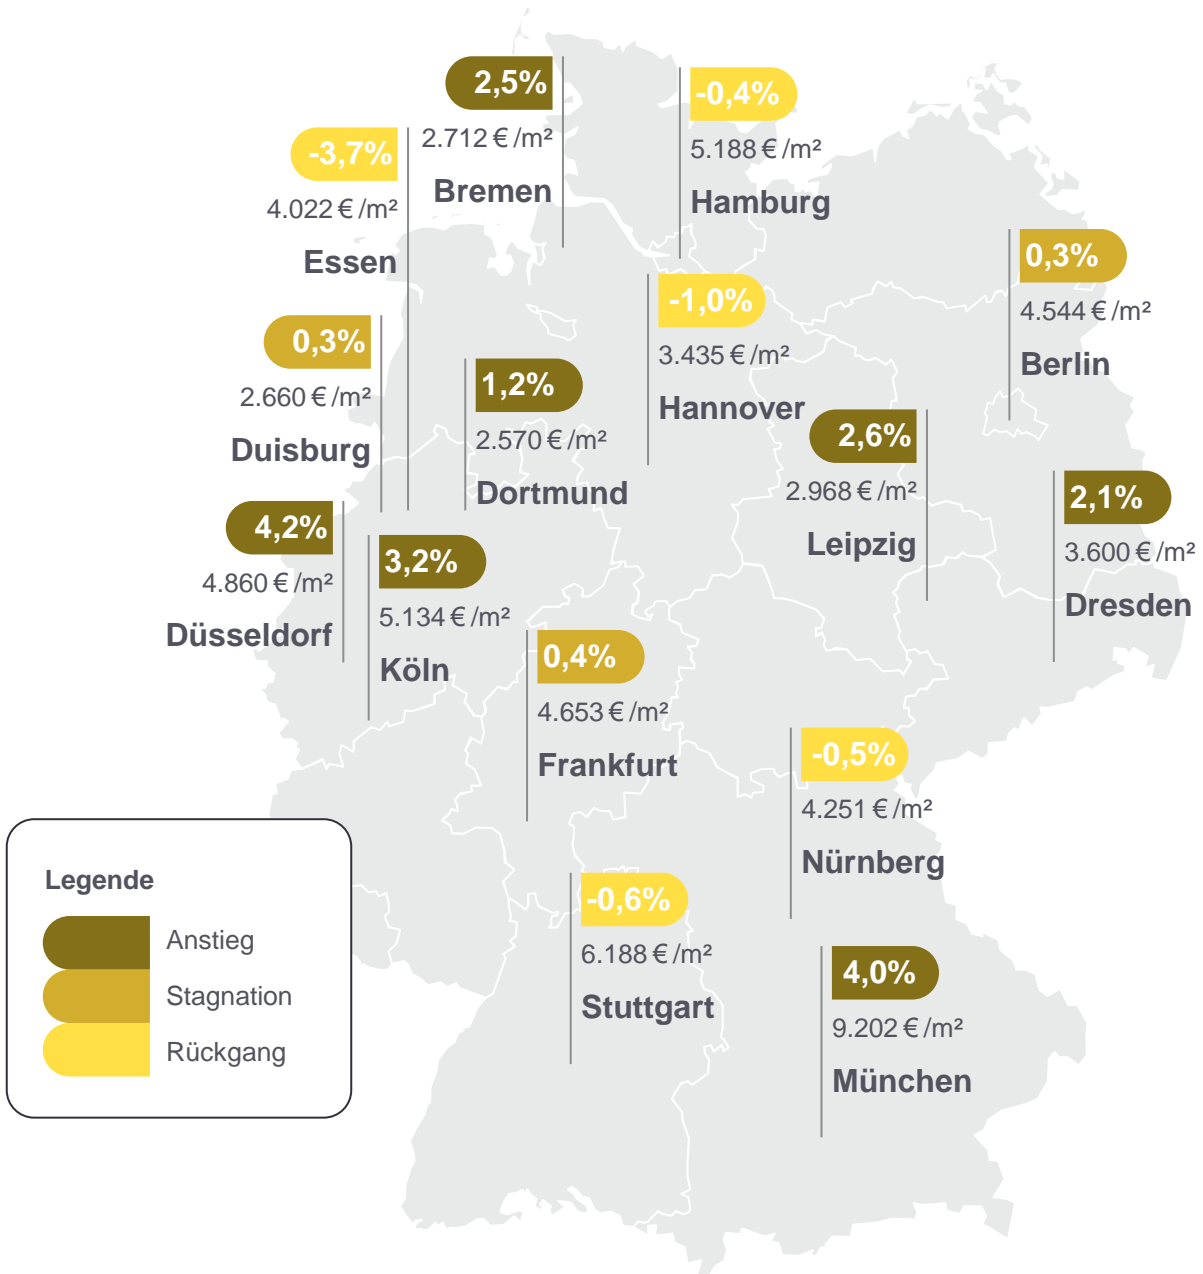 2,5%
2.712 € /m²
Bremen
-0,4%
5.188 € /m²
Hamburg
-3,7%
4.022 € /m²
Essen
0,3%
4.544 € /m²
Berlin
-1,0%
3.435 € /m²
Hannover
0,3%
2.660 € /m²
Duisburg
1,2%
2.570 € /m²
Dortmund
2,6%
2.968 € /m²
Leipzig
2,1%
3.600 € /m²
Dresden
4,2%
4.860 € /m²
Düsseldorf
3,2%
5.134 € /m²
Köln
0,4%
4.653 € /m²
Frankfurt
-0,5%
4.251 € /m²
Nürnberg
-0,6%
6.188 € /m²
Stuttgart
4,0%
9.202 € /m²
München
Legende
Anstieg
Stagnation
Rückgang